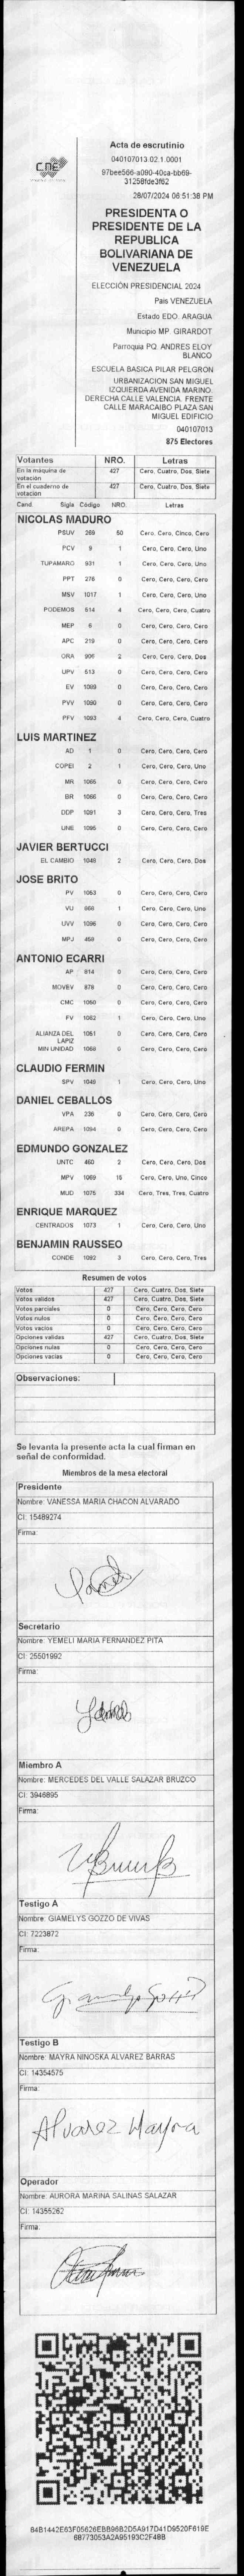 CNE
Acta de escrutinio
040107013.02.1.0001
97bee566-a090-40ca-bb69-
31258fde3f62
28/07/2024 06:51:38 PM
PRESIDENTA O
PRESIDENTE DE LA
REPUBLICA
BOLIVARIANA DE
VENEZUELA
ELECCIÓN PRESIDENCIAL 2024
Pais VENEZUELA
Estado EDO. ARAGUA
Municipio MP. GIRARDOT
Parroquia PQ. ANDRES ELOY
BLANCO
ESCUELA BASICA PILAR PELGRON
URBANIZACION SAN MIGUEL
IZQUIERDA AVENIDA MARINO.
DERECHA CALLE VALENCIA. FRENTE
CALLE MARACAIBO PLAZA SAN
MIGUEL EDIFICIO
040107013
875 Electores
Votantes NRO. Letras
En la máquina de votación 427 Cero, Cuatro, Dos, Siete
En el cuaderno de votación 427 Cero, Cuatro, Dos, Siete
Cand. Sigla Código NRO. Letras
NICOLAS MADURO
PSUV 269 50 Cero, Cero, Cinco, Cero
PCV 9 1 Cero, Cero, Cero, Uno
TUPAMARO 931 1 Cero, Cero, Cero, Uno
PPT 276 0 Cero, Cero, Cero, Cero
MSV 1017 1 Cero, Cero, Cero, Uno
PODEMOS 514 4 Cero, Cero, Cero, Cuatro
MEP 6 0 Cero, Cero, Cero, Cero
APC 219 0 Cero, Cero, Cero, Cero
ORA 906 2 Cero, Cero, Cero, Dos
UPV 513 0 Cero, Cero, Cero, Cero
EV 1089 0 Cero, Cero, Cero, Cero
PVV 1090 0 Cero, Cero, Cero, Cero
PFV 1093 4 Cero, Cero, Cero, Cuatro
LUIS MARTINEZ
AD 1 0 Cero, Cero, Cero, Cero
COPEI 2 1 Cero, Cero, Cero, Uno
MR 1065 0 Cero, Cero, Cero, Cero
BR 1066 0 Cero, Cero, Cero, Cero
DDP 1091 3 Cero, Cero, Cero, Tres
UNE 1095 0 Cero, Cero, Cero, Cero
JAVIER BERTUCCI
EL CAMBIO 1048 2 Cero, Cero, Cero, Dos
JOSE BRITO
PV 1053 0 Cero, Cero, Cero, Cero
VU 960 1 Cero, Cero, Cero, Uno
UVV 1096 0 Cero, Cero, Cero, Cero
MPJ 459 0 Cero, Cero, Cero, Cero
ANTONIO ECARRI
AP 814 0 Cero, Cero, Cero, Cero
MOVEV 878 0 Cero, Cero, Cero, Cero
CMC 1050 0 Cero, Cero, Cero, Cero
FV 1062 1 Cero, Cero, Cero, Uno
ALIANZA DEL LAPIZ 1051 0 Cero, Cero, Cero, Cero
MIN UNIDAD 1068 0 Cero, Cero, Cero, Cero
CLAUDIO FERMIN
SPV 1046 1 Cero, Cero, Cero, Uno
DANIEL CEBALLOS
VPA 236 0 Cero, Cero, Cero, Cero
AREPA 1094 0 Cero, Cero, Cero, Cero
EDMUNDO GONZALEZ
UNTC 460 2 Cero, Cero, Cero, Dos
MPV 1069 15 Cero, Cero, Uno, Cinco
MUD 1075 334 Cero, Tres, Tres, Cuatro
ENRIQUE MARQUEZ
CENTRADOS 1073 1 Cero, Cero, Cero, Uno
BENJAMIN RAUSSEO
CONDE 1092 3 Cero, Cero, Cero, Tres
Resumen de votos
Votos 427 Cero, Cuatro, Dos, Siete
Votos validos 427 Cero, Cuatro, Dos, Siete
Votos parciales 0 Cero, Cero, Cero, Cero
Votos nulos 0 Cero, Cero, Cero, Cero
Votos vacios 0 Cero, Cero, Cero, Cero
Opciones validas 427 Cero, Cuatro, Dos, Siete
Opciones nulas 0 Cero, Cero, Cero, Cero
Opciones vacias 0 Cero, Cero, Cero, Cero
Observaciones:
Se levanta la presente acta la cual firman en
señal de conformidad.
Miembros de la mesa electoral
Presidente
Nombre: VANESSA MARIA CHACON ALVARADO
CI: 15489274
Firma:
Secretario
Nombre: YEMELI MARIA FERNANDEZ PITA
CI: 25501992
Firma:
Miembro A
Nombre: MERCEDES DEL VALLE SALAZAR BRUZCO
CI: 3946895
Firma:
Testigo A
Nombre: GIAMELYS GOZZO DE VIVAS
CI: 7223872
Firma:
Testigo B
Nombre: MAYRA NINOSKA ALVAREZ BARRAS
CI: 14354575
Firma:
Alvarez Mayra
Operador
Nombre: AURORA MARINA SALINAS SALAZAR
CI: 14355262
Firma:
84B1442E63F05626EBB96B2D5A917D41D9520F619E
68773053A2A95193C2F48B